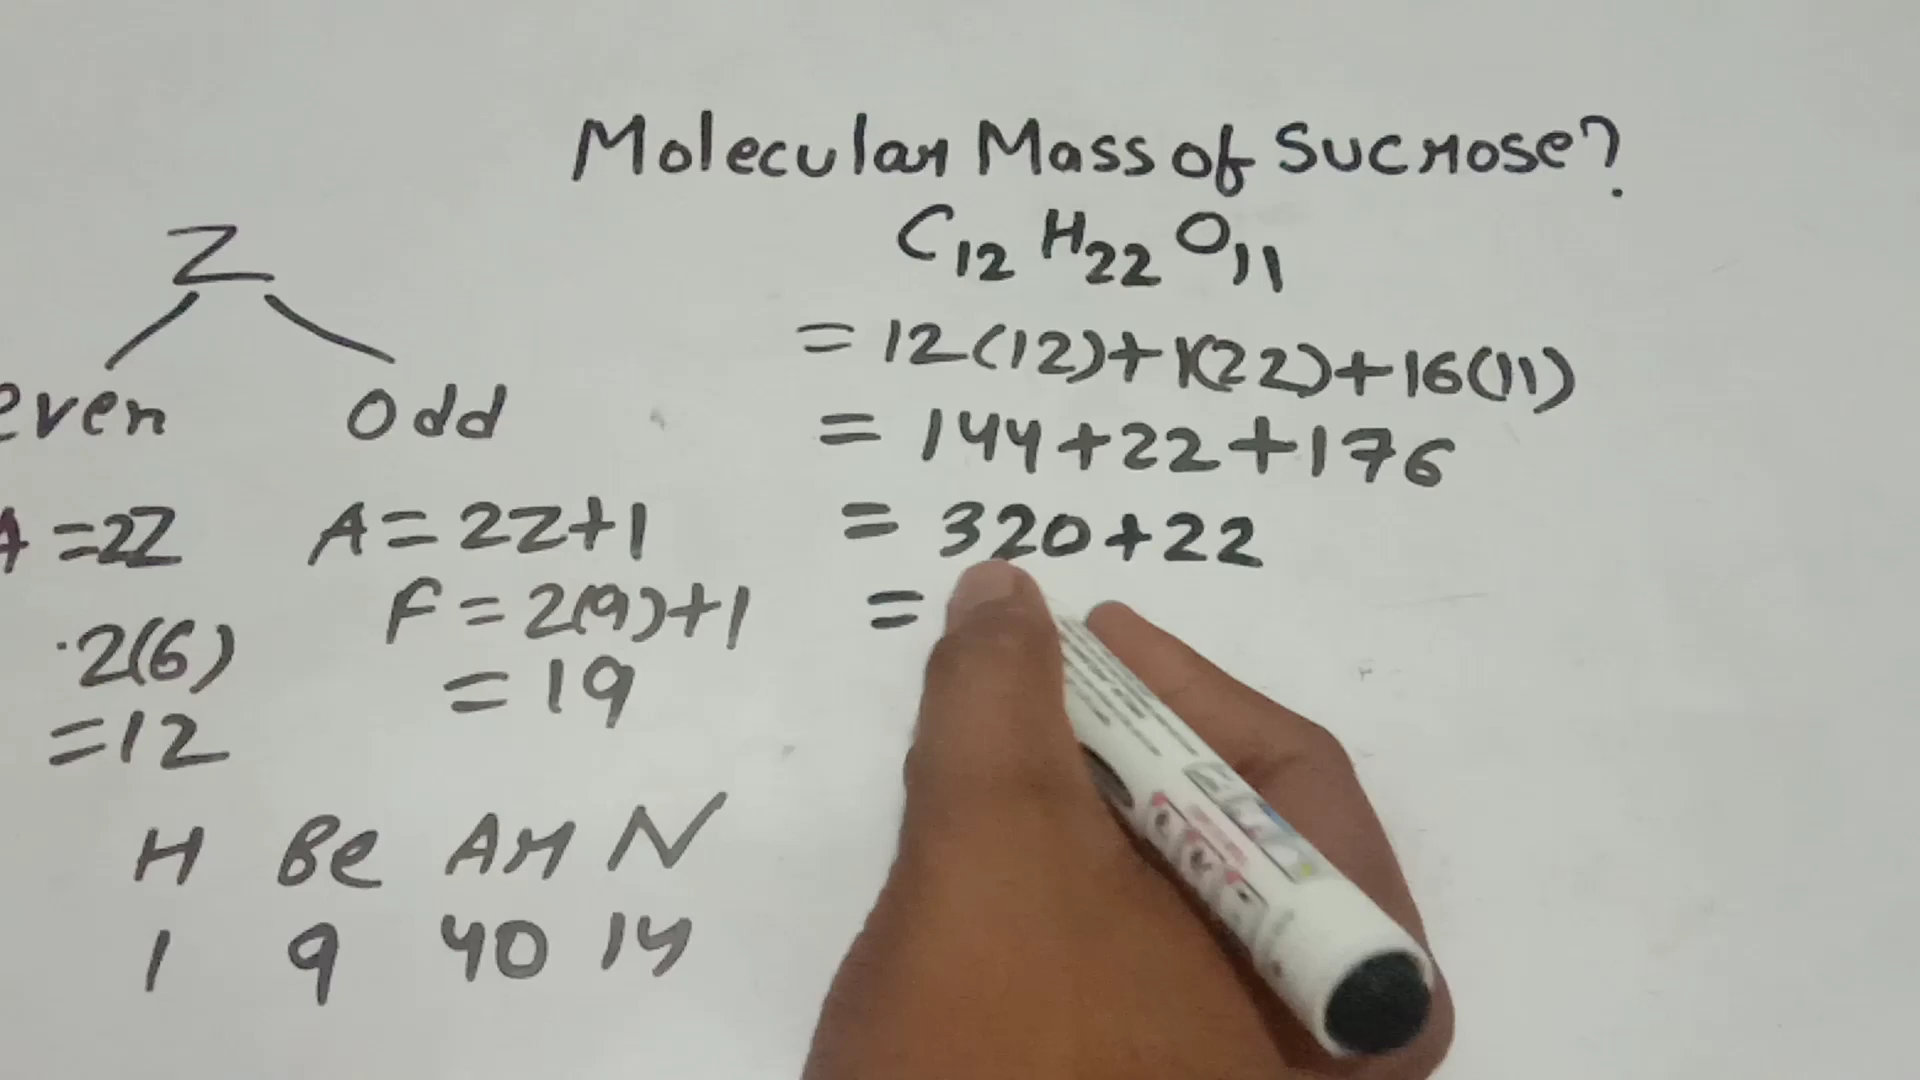 Molecular Mass of Sucrose?
C12 H22 O11
= 12(12)+1(22)+16(11)
= 144+22+176
= 320+22
=
Z
even odd
A =2Z A=2Z+1
2(6) F=2(9)+1
=12 =19
H Be Ar N
1 9 40 14